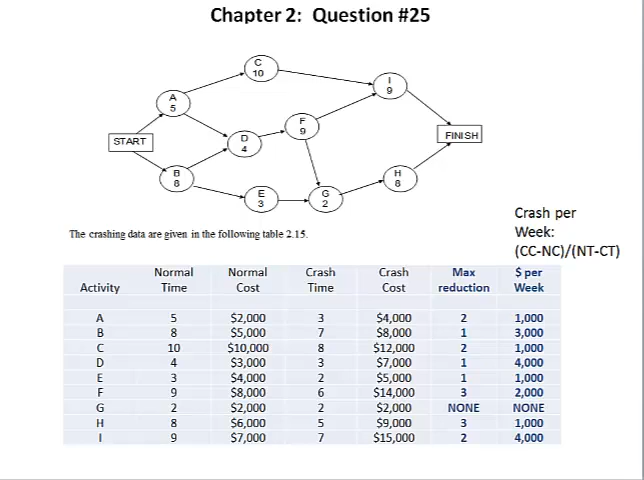 Chapter 2: Question #25
C
10
I
9
A
5
F
9
START
D
4
FINISH
B
8
E
3
G
2
H
8
Crash per
Week:
(CC-NC)/(NT-CT)
The crashing data are given in the following table 2.15.
Activity Normal Time Normal Cost Crash Time Crash Cost Max reduction $ per Week
A 5 $2,000 3 $4,000 2 1,000
B 8 $5,000 7 $8,000 1 3,000
C 10 $10,000 8 $12,000 2 1,000
D 4 $3,000 3 $7,000 1 4,000
E 3 $4,000 2 $5,000 1 1,000
F 9 $8,000 6 $14,000 3 2,000
G 2 $2,000 2 $2,000 NONE NONE
H 8 $6,000 5 $9,000 3 1,000
I 9 $7,000 7 $15,000 2 4,000